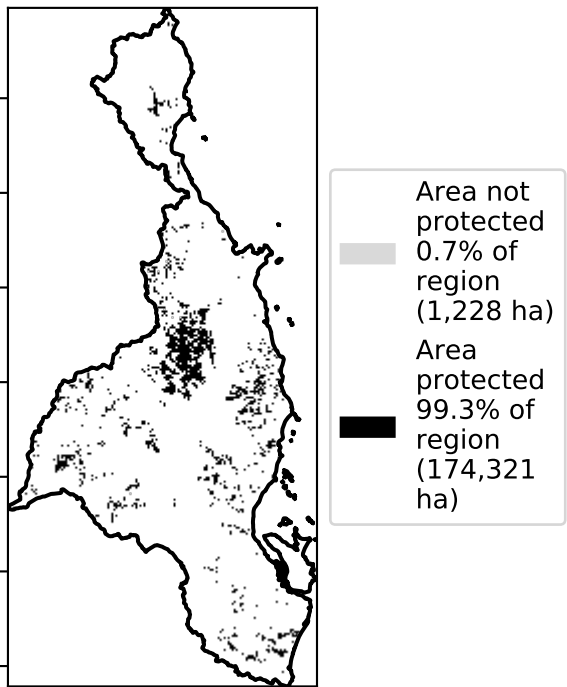 Area not
protected
0.7% of
region
(1,228 ha)
Area
protected
99.3% of
region
(174,321
ha)